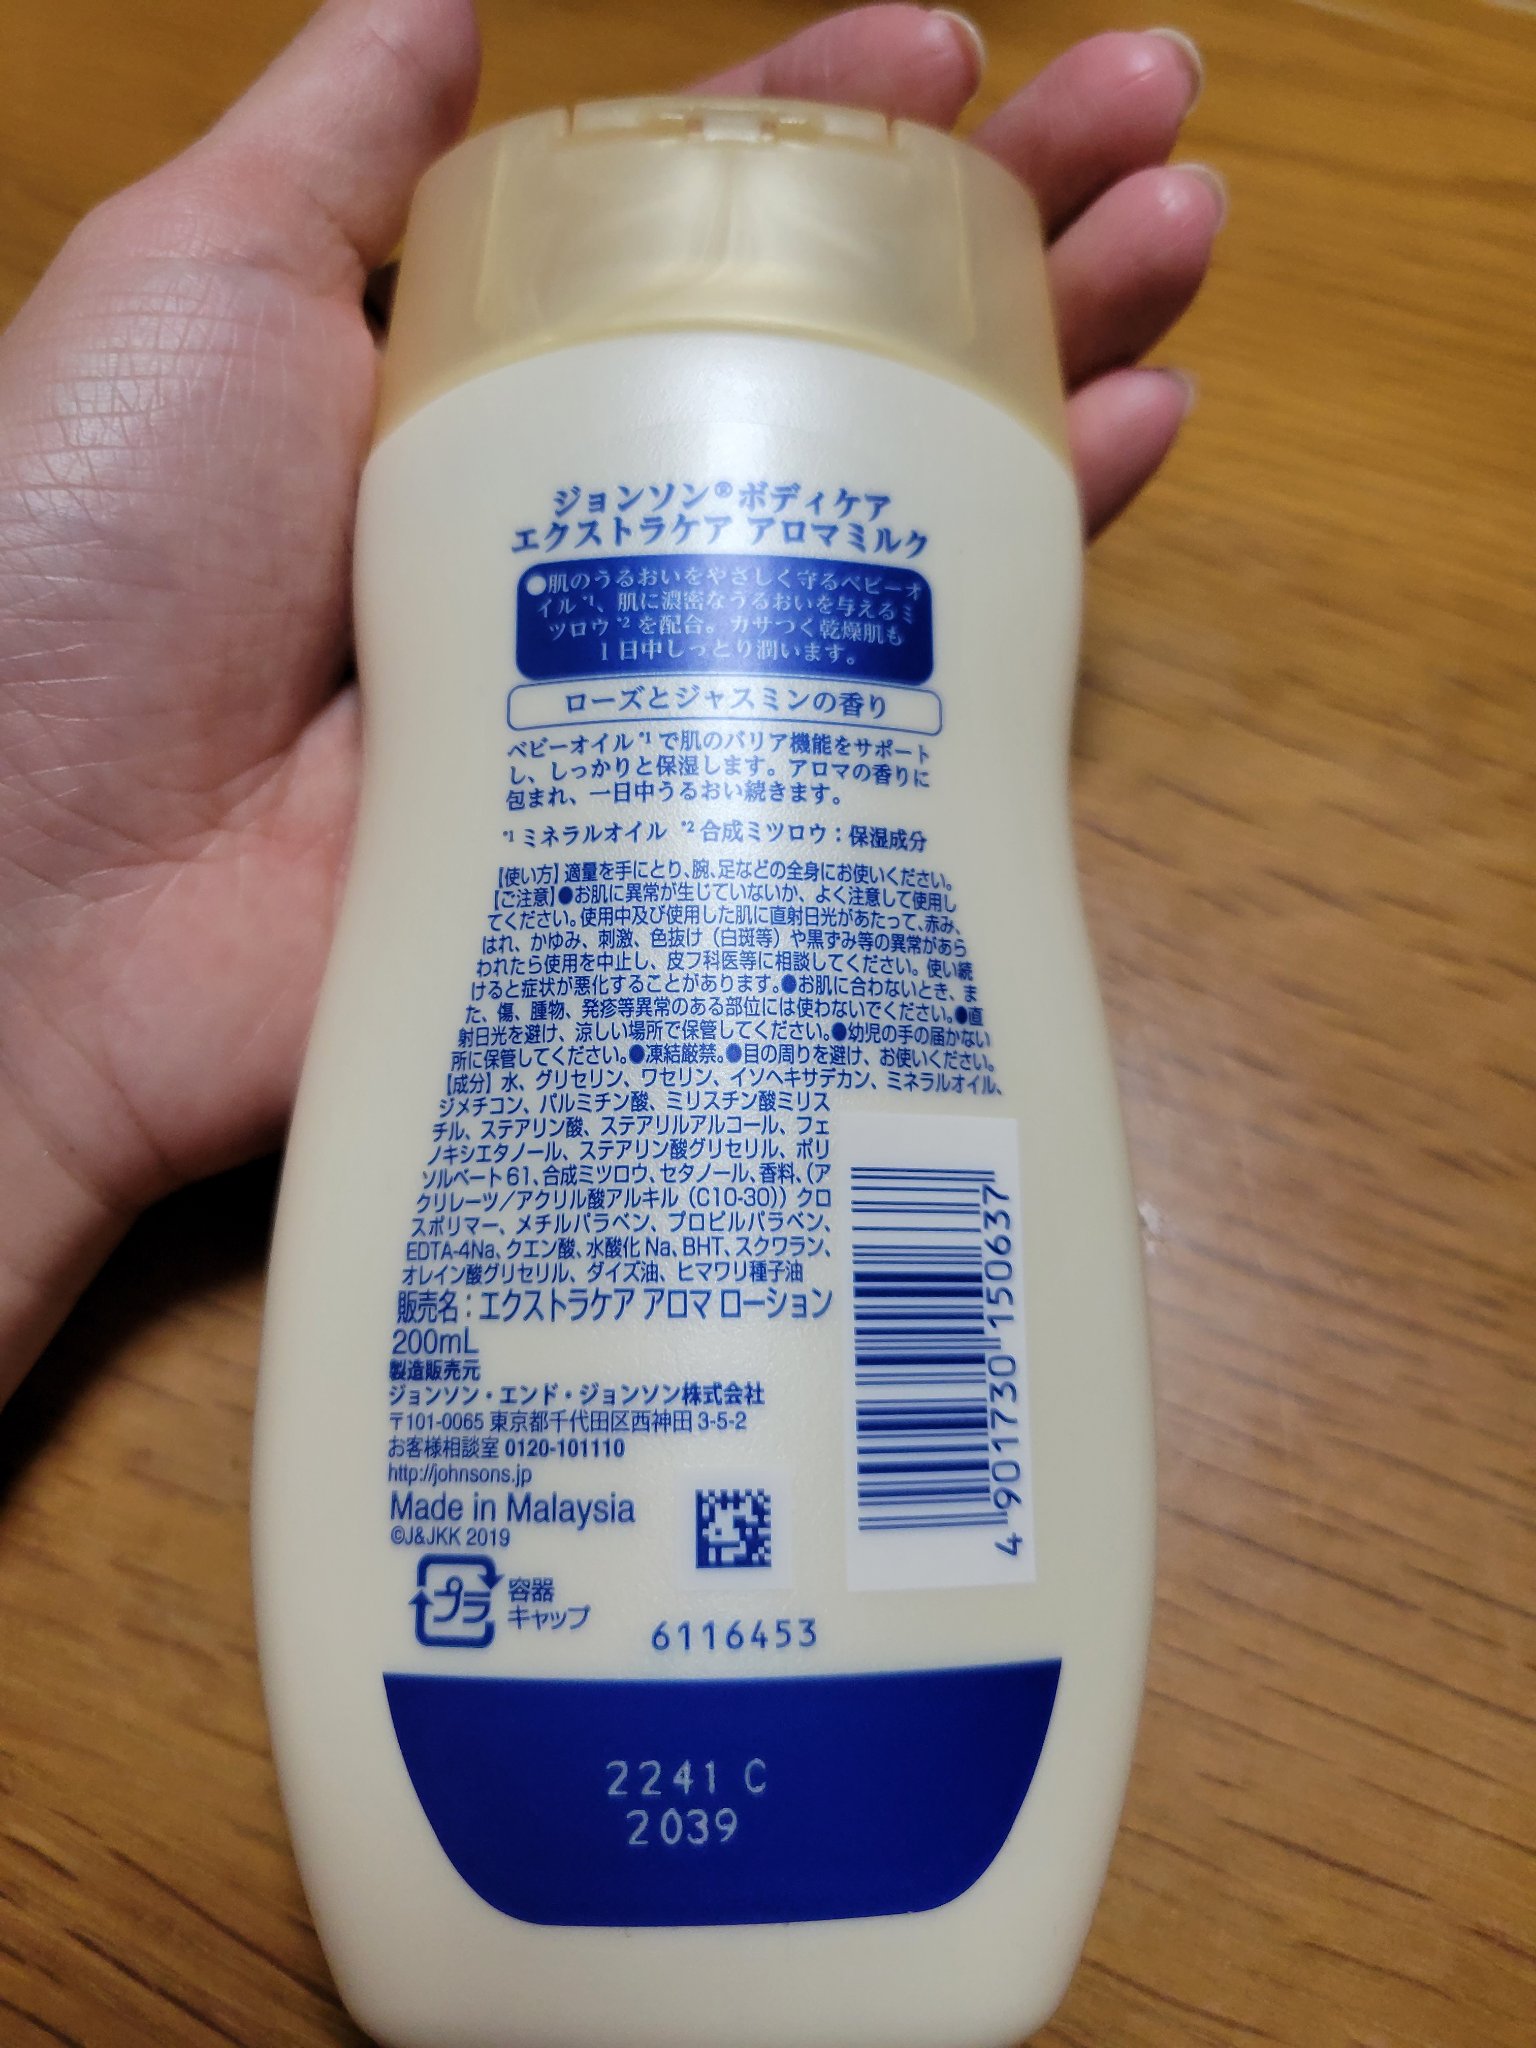 ジョンソン®ボディケア
エクストラケア アロマミルク
●肌のうるおいをやさしく守るベビーオ
イル*1、肌に濃密なうるおいを与えるミ
ツロウ*2を配合。カサつく乾燥肌も
1日中しっとり潤います。
ローズとジャスミンの香り
ベビーオイル*1で肌のバリア機能をサポート
し、しっかりと保湿します。アロマの香りに
包まれ、一日中うるおい続きます。
*1ミネラルオイル *2合成ミツロウ：保湿成分
【使い方】適量を手にとり、腕、足などの全身にお使いください。
【ご注意】●お肌に異常が生じていないか、よく注意して使用し
てください。使用中及び使用した肌に直射日光があたって、赤み、
はれ、かゆみ、刺激、色抜け（白斑等）や黒ずみ等の異常があら
われたら使用を中止し、皮フ科医等に相談してください。使い続
けると症状が悪化することがあります。●お肌に合わないとき、ま
た、傷、腫物、発疹等異常のある部位には使わないでください。●直
射日光を避け、涼しい場所で保管してください。●幼児の手の届かない
所に保管してください。●凍結厳禁。●目の周りを避け、お使いください。
【成分】水、グリセリン、ワセリン、イソヘキサデカン、ミネラルオイル、
ジメチコン、パルミチン酸、ミリスチン酸ミリス
チル、ステアリン酸、ステアリルアルコール、フェ
ノキシエタノール、ステアリン酸グリセリル、ポリ
ソルベート61、合成ミツロウ、セタノール、香料、（ア
クリレーツ／アクリル酸アルキル（C10-30））クロ
スポリマー、メチルパラベン、プロピルパラベン、
EDTA-4Na、クエン酸、水酸化Na、BHT、スクワラン、
オレイン酸グリセリル、ダイズ油、ヒマワリ種子油
販売名：エクストラケア アロマ ローション
200mL
製造販売元
ジョンソン・エンド・ジョンソン株式会社
〒101-0065 東京都千代田区西神田3-5-2
お客様相談室 0120-101110
http://johnsons.jp
Made in Malaysia
©J&JKK 2019
プラ 容器
キャップ
6116453
4 901730 150637
2241 C
2039